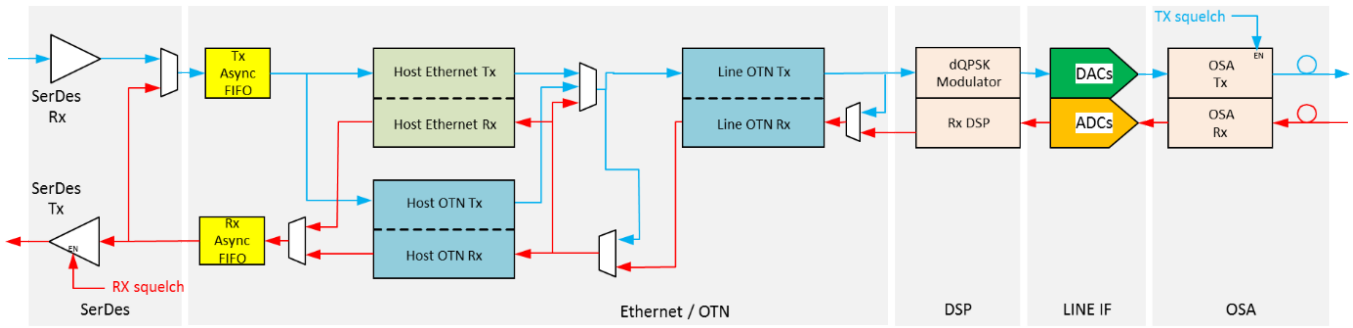 TX squelch
EN
SerDes
Rx
Tx
Async
FIFO
Host Ethernet Tx
Host Ethernet Rx
Line OTN Tx
Line OTN Rx
dQPSK
Modulator
Rx DSP
DACs
ADCs
OSA
Tx
OSA
Rx
SerDes
Tx
EN
RX squelch
Rx
Async
FIFO
Host OTN Tx
Host OTN Rx
SerDes
Ethernet / OTN
DSP
LINE IF
OSA